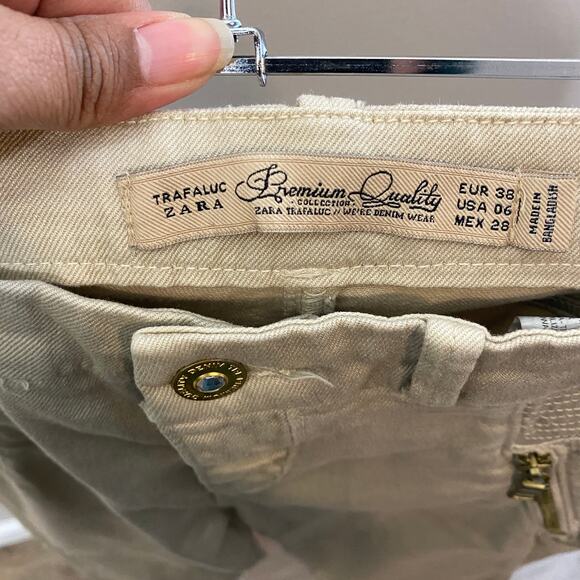 TRAFALUC
ZARA
Premium Quality
· COLLECTION ·
ZARA TRAFALUC // WE'RE DENIM WEAR
EUR 38
USA 06
MEX 28
MADE IN
BANGLADESH